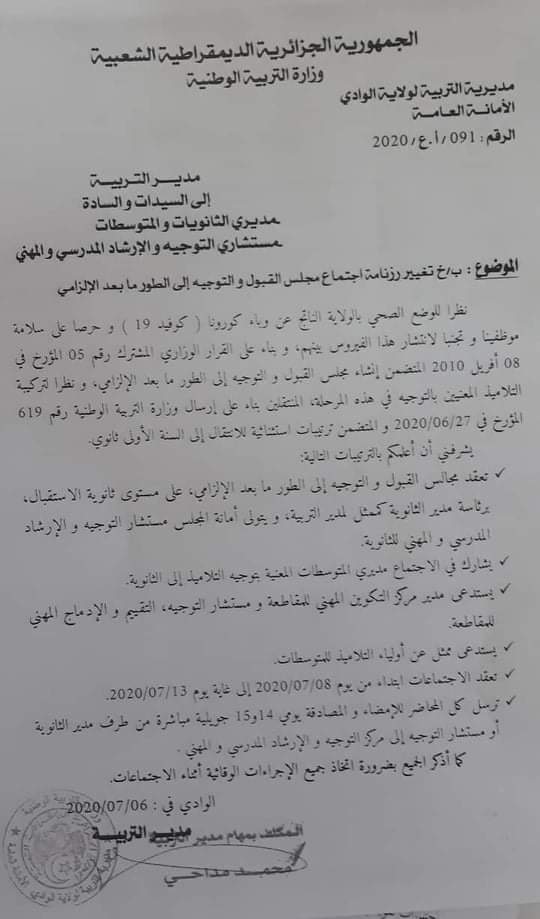 الجمهورية الجزائرية الديمقراطية الشعبية
وزارة التربية الوطنية
مديرية التربية لولاية الوادي
الأمانة العامة
الرقم : 091/أ.ع/2020
مدير التربية
إلى السيدات و السادة
مديري الثانويات و المتوسطات
مستشاري التوجيه و الإرشاد المدرسي و المهني
الموضوع : ب/خ تغيير رزنامة اجتماع مجلس القبول و التوجيه إلى الطور ما بعد الإلزامي
نظرا للوضع الصحي بالولاية الناتج عن وباء كورونا ( كوفيد 19 ) و حرصا على سلامة
موظفينا و تجنبا لانتشار هذا الفيروس بينهم، و بناء على القرار الوزاري المشترك رقم 05 المؤرخ في
08 أفريل 2010 المتضمن إنشاء مجلس القبول و التوجيه إلى الطور ما بعد الإلزامي، و نظرا لتركيبة
التلاميذ المعنيين بالتوجيه في هذه المرحلة، المنتقلين بناء على إرسال وزارة التربية الوطنية رقم 619
المؤرخ في 2020/06/27 و المتضمن ترتيبات استثنائية للانتقال إلى السنة الأولى ثانوي.
يشرفني أن أعلمكم بالترتيبات التالية:
✓ تعقد مجالس القبول و التوجيه إلى الطور ما بعد الإلزامي، على مستوى ثانوية الاستقبال،
برئاسة مدير الثانوية كممثل لمدير التربية، و يتولى أمانة المجلس مستشار التوجيه و الإرشاد
المدرسي و المهني للثانوية.
✓ يشارك في الاجتماع مديري المتوسطات المعنية بتوجيه التلاميذ إلى الثانوية.
✓ يستدعى مدير مركز التكوين المهني للمقاطعة و مستشار التوجيه، التقييم و الإدماج المهني
للمقاطعة.
✓ يستدعى ممثل عن أولياء التلاميذ للمتوسطات.
✓ تعقد الاجتماعات ابتداء من يوم 2020/07/08 إلى غاية يوم 2020/07/13.
✓ ترسل كل المحاضر للإمضاء و المصادقة يومي 14و15 جويلية مباشرة من طرف مدير الثانوية
أو مستشار التوجيه إلى مركز التوجيه و الإرشاد المدرسي و المهني .
كما أذكر الجميع بضرورة اتخاذ جميع الإجراءات الوقائية أثناء الاجتماعات.
الوادي في : 2020/07/06
مدير التربية
المكلف بمهام مدير التربية
محمد مداحي